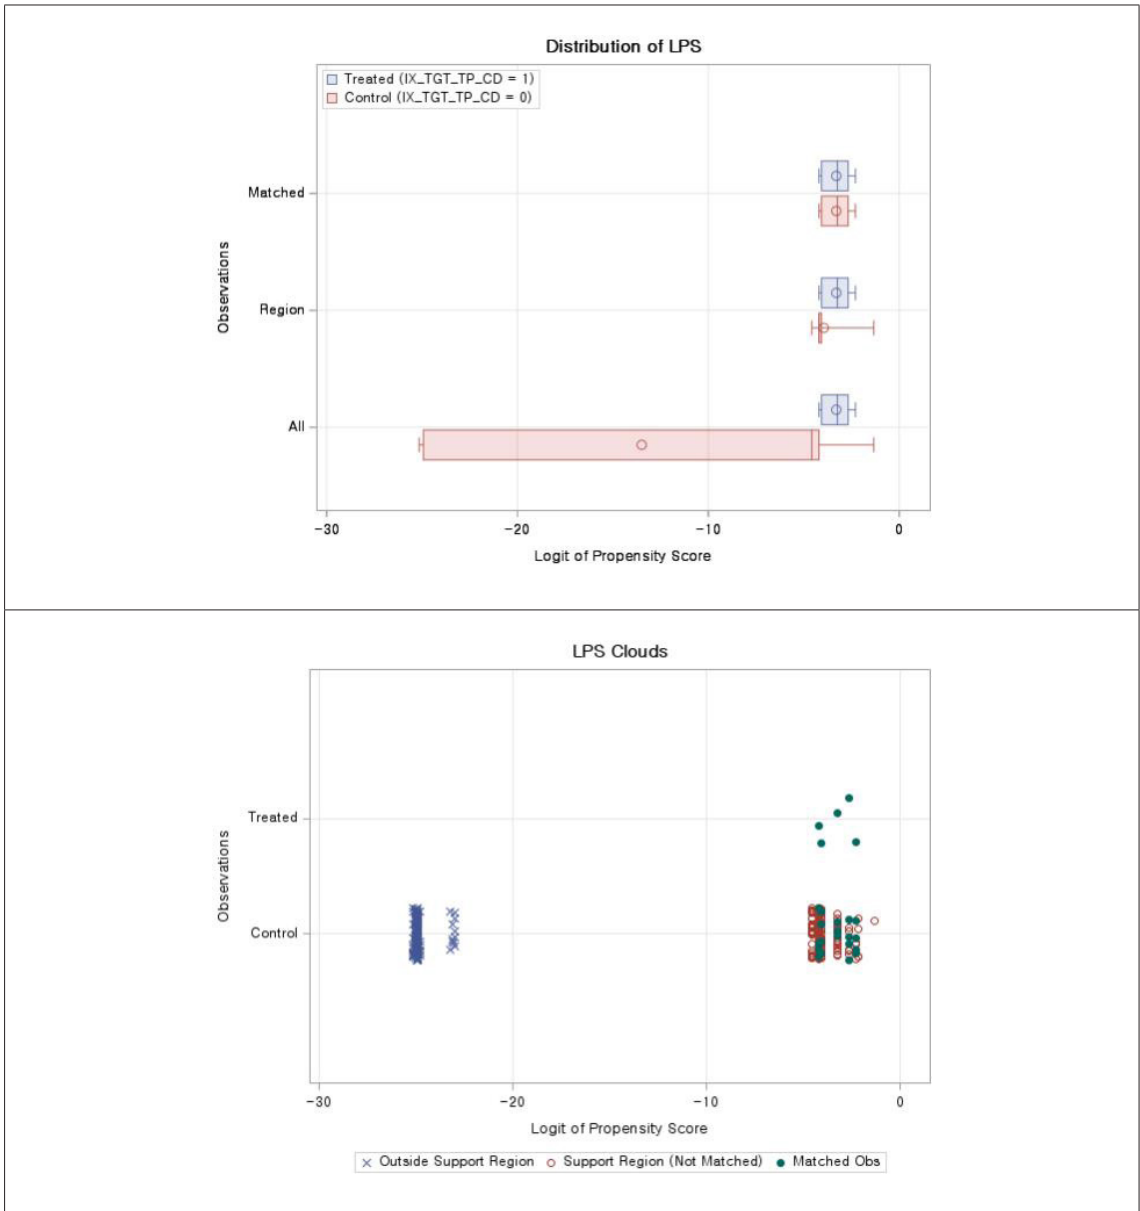 Distribution of LPS
Treated (IX_TGT_TP_CD = 1)
Control (IX_TGT_TP_CD = 0)
Observations
Matched
Region
All
-30 -20 -10 0
Logit of Propensity Score
LPS Clouds
Observations
Treated
Control
-30 -20 -10 0
Logit of Propensity Score
Outside Support Region Support Region (Not Matched) Matched Obs